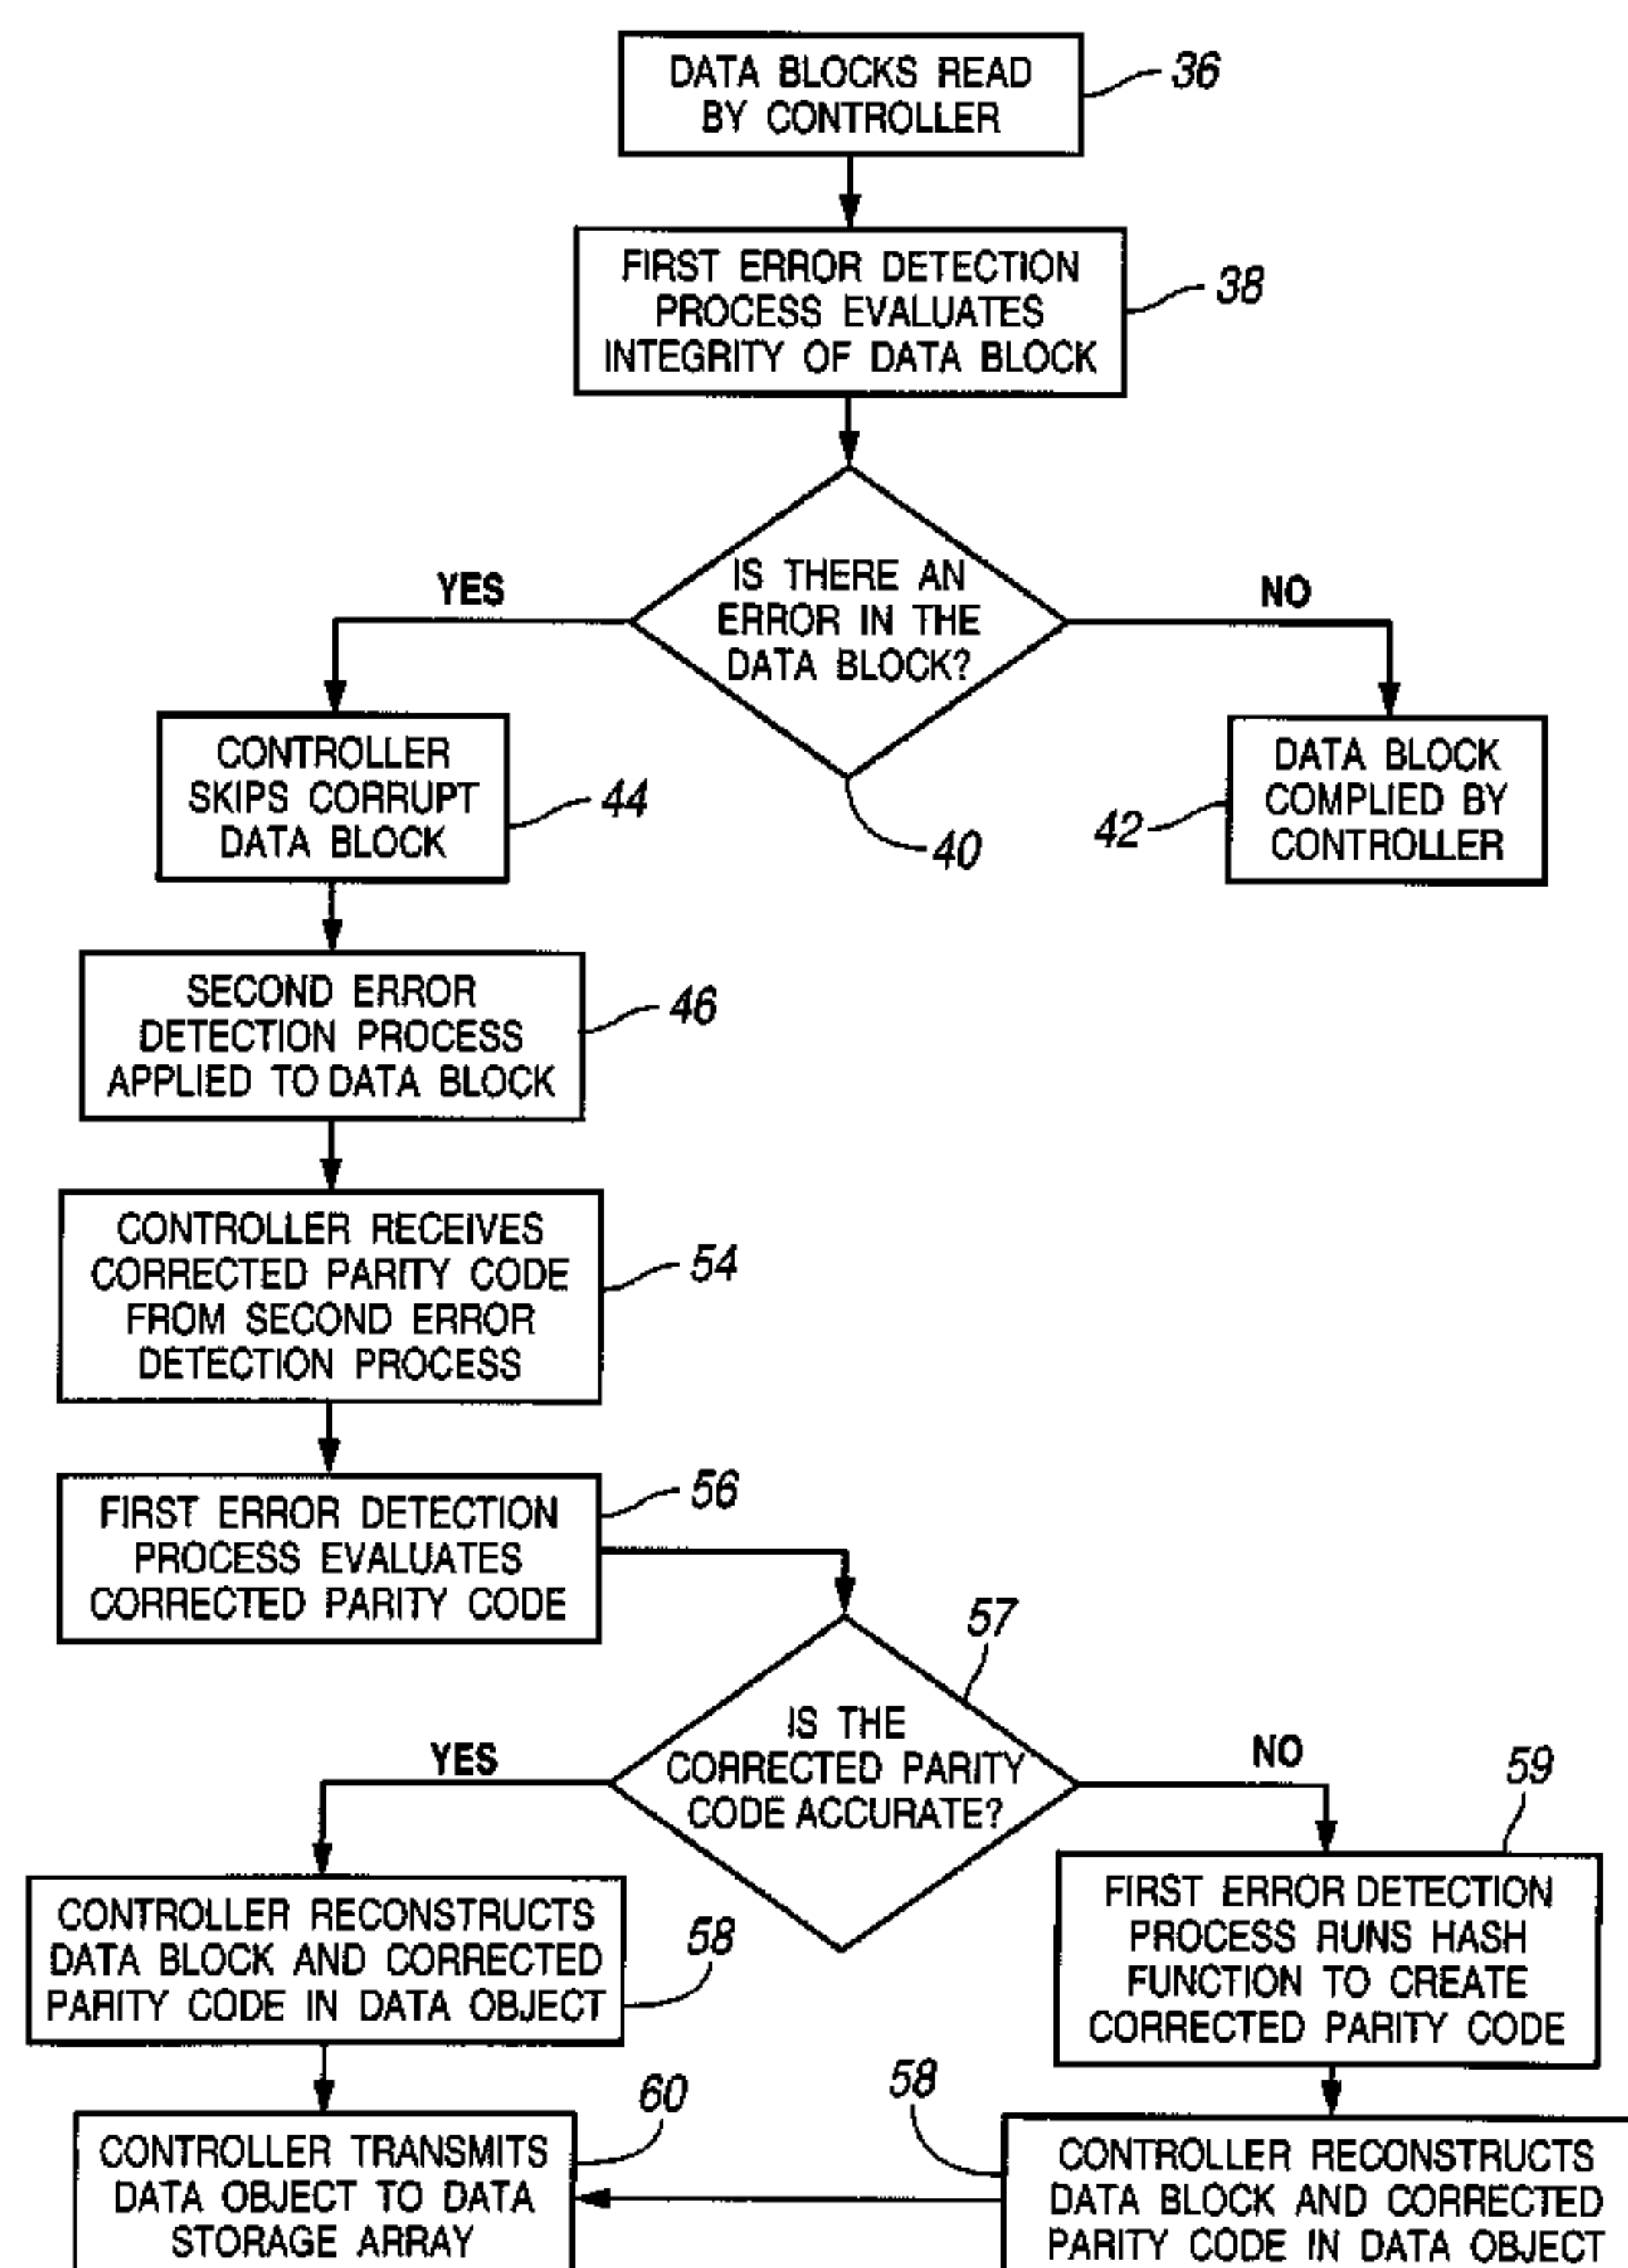 DATA BLOCKS READ
BY CONTROLLER
36
FIRST ERROR DETECTION
PROCESS EVALUATES
INTEGRITY OF DATA BLOCK
38
IS THERE AN
ERROR IN THE
DATA BLOCK?
YES
NO
40
CONTROLLER
SKIPS CORRUPT
DATA BLOCK
44
42
DATA BLOCK
COMPLIED BY
CONTROLLER
SECOND ERROR
DETECTION PROCESS
APPLIED TO DATA BLOCK
46
CONTROLLER RECEIVES
CORRECTED PARITY CODE
FROM SECOND ERROR
DETECTION PROCESS
54
FIRST ERROR DETECTION
PROCESS EVALUATES
CORRECTED PARITY CODE
56
57
IS THE
CORRECTED PARITY
CODE ACCURATE?
YES
NO
59
CONTROLLER RECONSTRUCTS
DATA BLOCK AND CORRECTED
PARITY CODE IN DATA OBJECT
58
FIRST ERROR DETECTION
PROCESS RUNS HASH
FUNCTION TO CREATE
CORRECTED PARITY CODE
60
58
CONTROLLER TRANSMITS
DATA OBJECT TO DATA
STORAGE ARRAY
CONTROLLER RECONSTRUCTS
DATA BLOCK AND CORRECTED
PARITY CODE IN DATA OBJECT